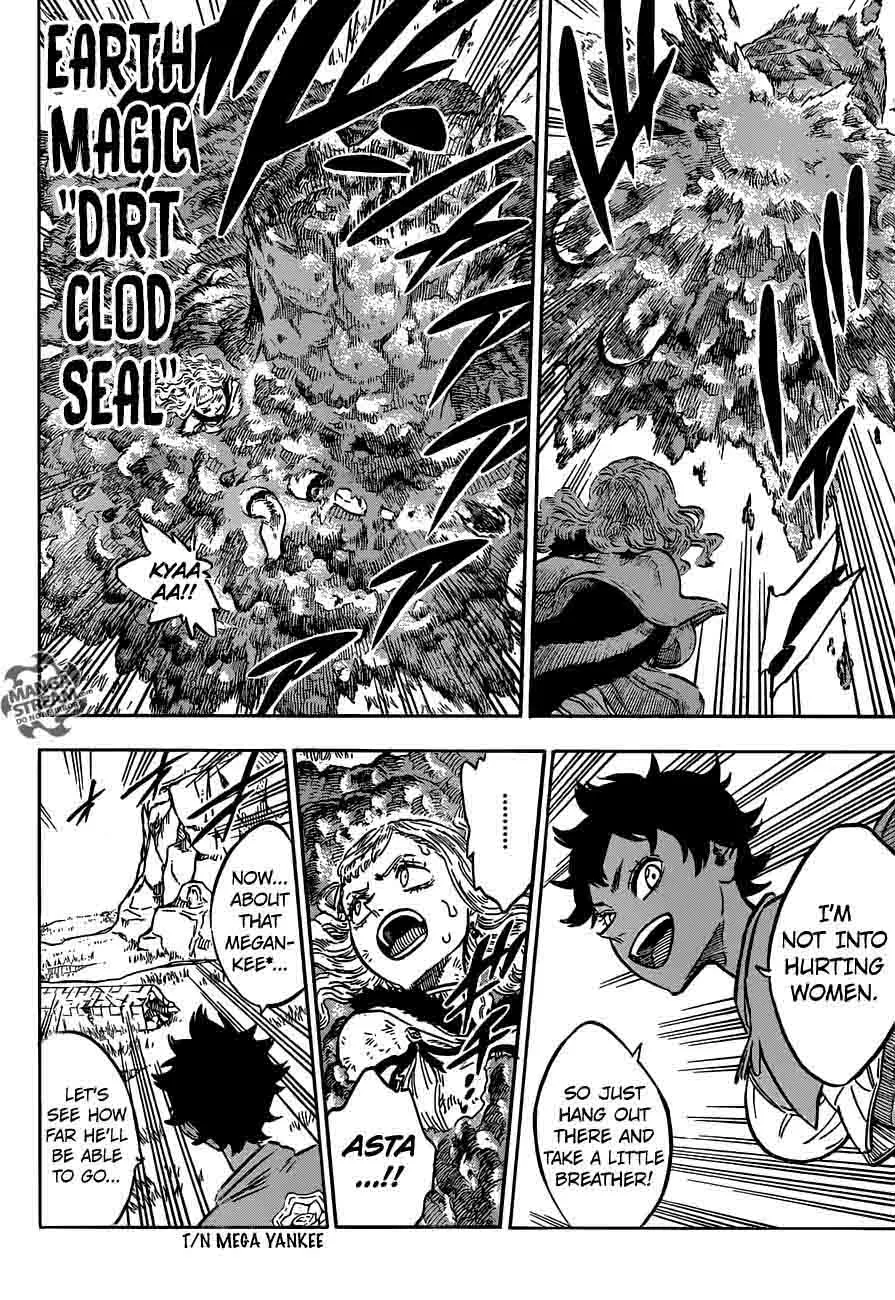 EARTH
MAGIC
"DIRT
CLOD
SEAL"
KYAA
AA!!
I'M
NOT INTO
HURTING
WOMEN.
SO JUST
HANG OUT
THERE AND
TAKE A LITTLE
BREATHER!
.........
ASTA
...!!
NOW...
ABOUT
THAT
MEGAN-
KEE*...
LET'S
SEE HOW
FAR HE'LL
BE ABLE
TO GO...
T/N MEGA YANKEE
MANGA
STREAM.com